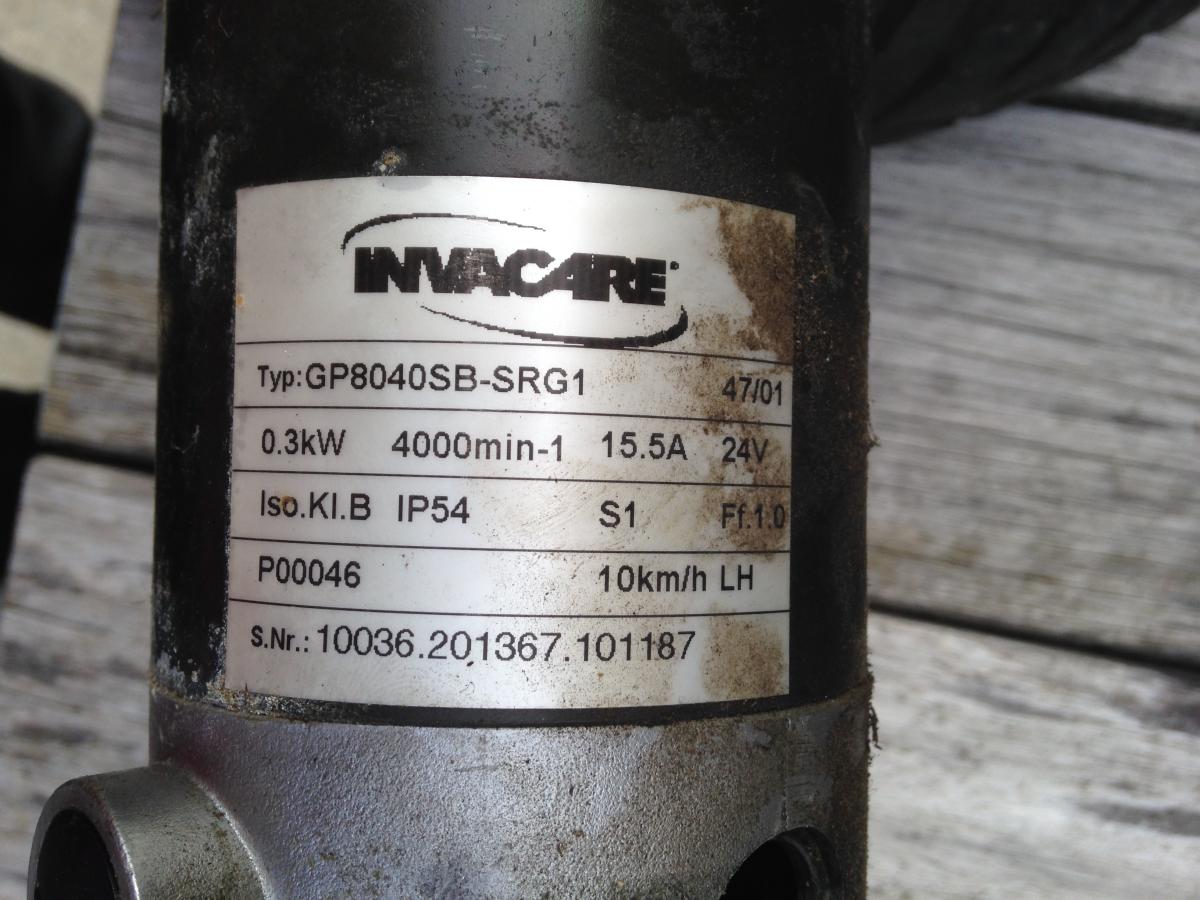 INVACARE
Typ:GP8040SB-SRG1 47/01
0.3kW 4000min-1 15.5A 24V
Iso.Kl.B IP54 S1 Ff.1.0
P00046 10km/h LH
S.Nr.: 10036.201367.101187